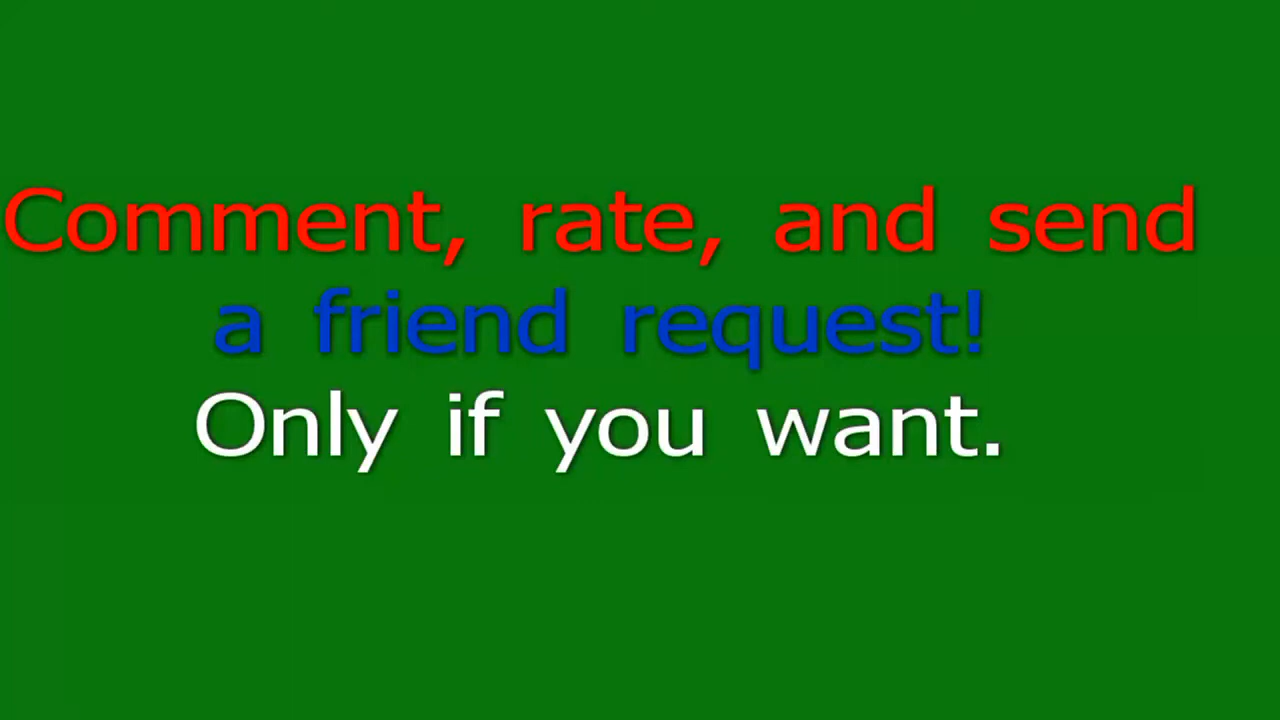 Comment, rate, and send
a friend request!
Only if you want.